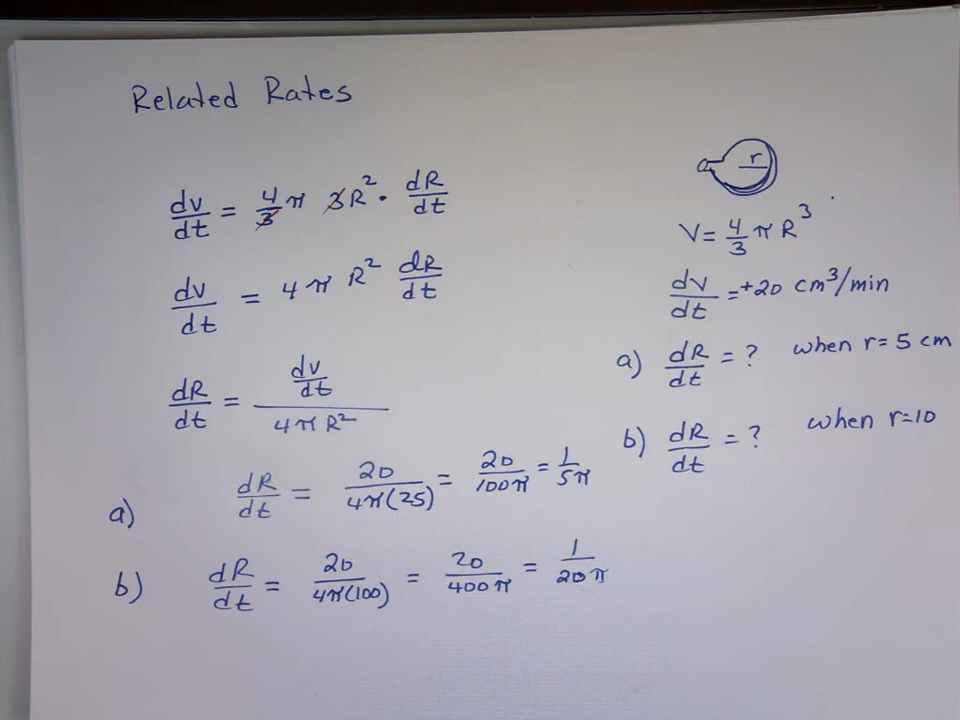 Related Rates
dv/dt = 4/3 π 3R² · dR/dt
dv/dt = 4π R² dR/dt
dR/dt = dv/dt / 4πR²
a) dR/dt = 20/4π(25) = 20/100π = 1/5π
b) dR/dt = 20/4π(100) = 20/400π = 1/20π
r
V = 4/3 π R³
dv/dt = +20 cm³/min
a) dR/dt = ? when r = 5 cm
b) dR/dt = ? when r=10